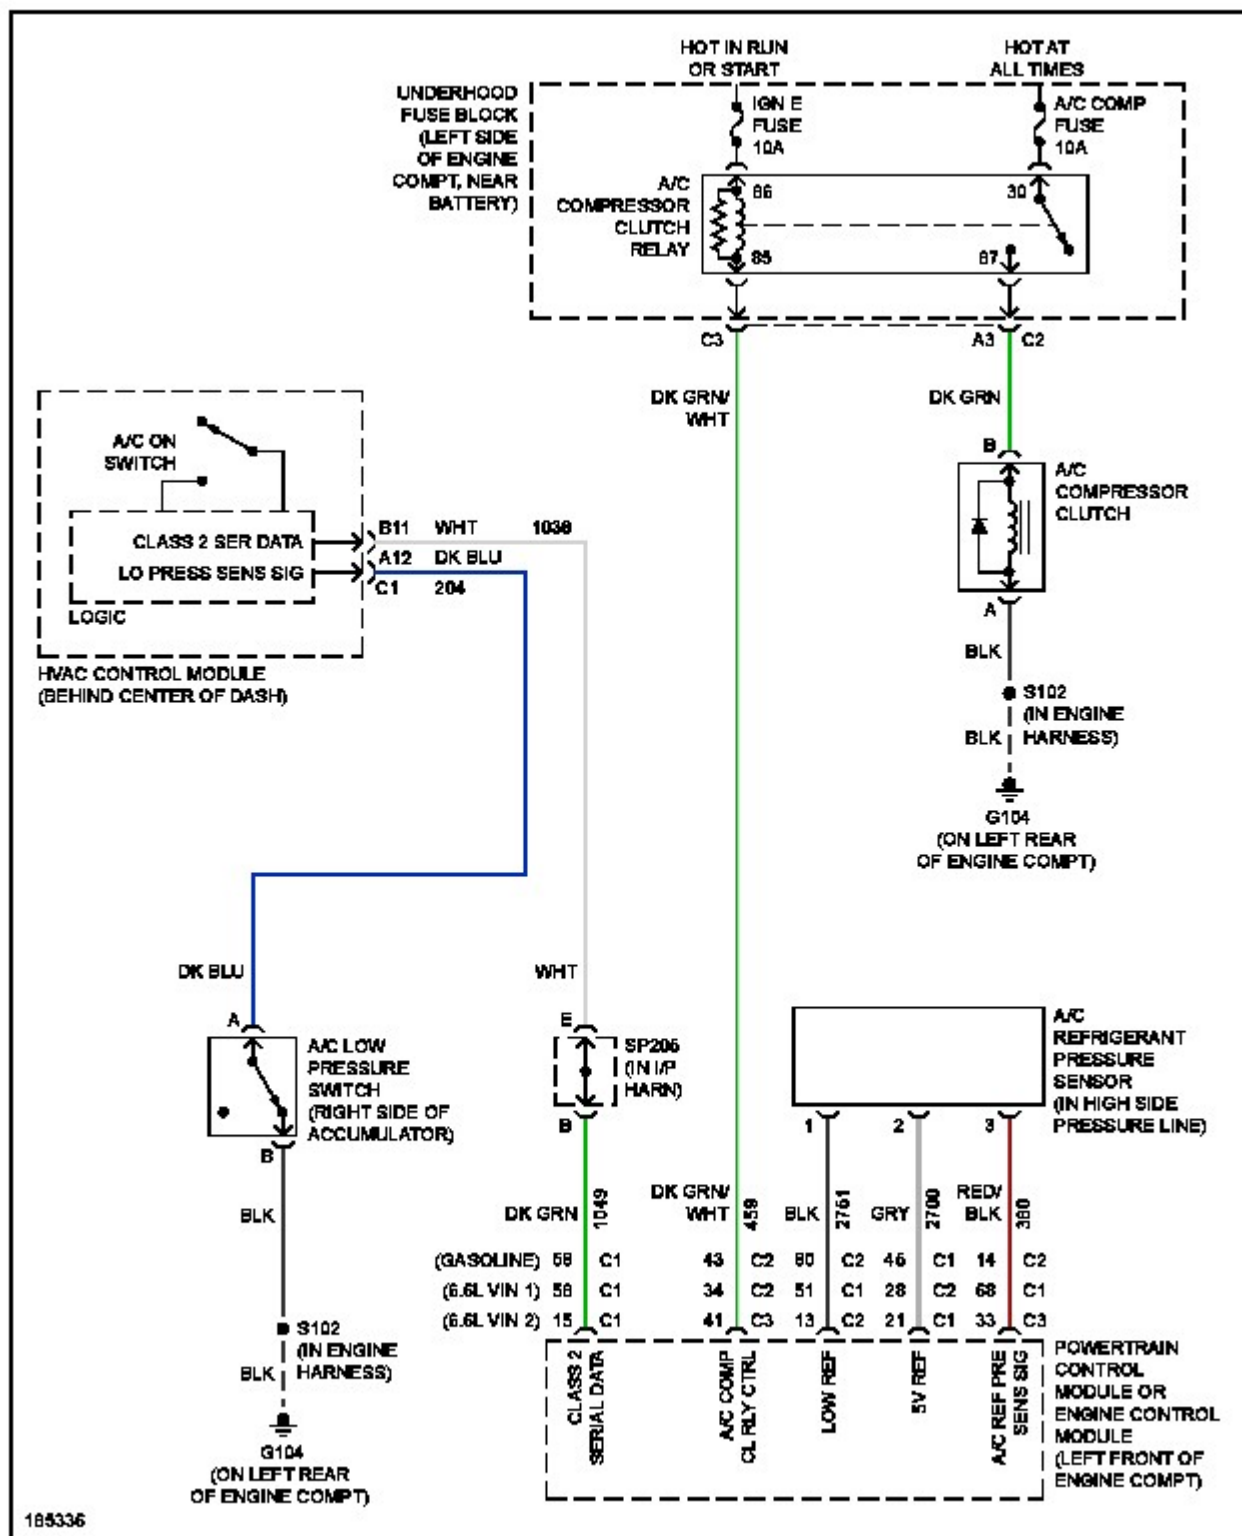 HOT IN RUN
OR START
HOT AT
ALL TIMES
UNDERHOOD
FUSE BLOCK
(LEFT SIDE
OF ENGINE
COMPT, NEAR
BATTERY)
IGN E
FUSE
10A
A/C COMP
FUSE
10A
A/C
COMPRESSOR
CLUTCH
RELAY
86
30
85
87
C3
A3
C2
DK GRN/
WHT
DK GRN
B
A/C
COMPRESSOR
CLUTCH
A
BLK
S102
(IN ENGINE
HARNESS)
BLK
G104
(ON LEFT REAR
OF ENGINE COMPT)
A/C ON
SWITCH
CLASS 2 SER DATA
LO PRESS SENS SIG
LOGIC
HVAC CONTROL MODULE
(BEHIND CENTER OF DASH)
B11 WHT 1038
A12 DK BLU
C1 204
DK BLU
WHT
A
A/C LOW
PRESSURE
SWITCH
(RIGHT SIDE OF
ACCUMULATOR)
B
BLK
S102
(IN ENGINE
HARNESS)
BLK
G104
(ON LEFT REAR
OF ENGINE COMPT)
E
SP205
(IN I/P
HARN)
B
A/C
REFRIGERANT
PRESSURE
SENSOR
(IN HIGH SIDE
PRESSURE LINE)
1 2 3
DK GRN 1049
DK GRN/
WHT 459
BLK 2751
GRY 2700
RED/
BLK 380
(GASOLINE) 58 C1 43 C2 80 C2 45 C1 14 C2
(6.6L VIN 1) 58 C1 34 C2 51 C1 28 C2 68 C1
(6.6L VIN 2) 15 C1 41 C3 13 C2 21 C1 33 C3
CLASS 2
SERIAL DATA
A/C COMP
CL RLY CTRL
LOW REF
5V REF
A/C REF PRE
SENS SIG
POWERTRAIN
CONTROL
MODULE OR
ENGINE CONTROL
MODULE
(LEFT FRONT OF
ENGINE COMPT)
185336